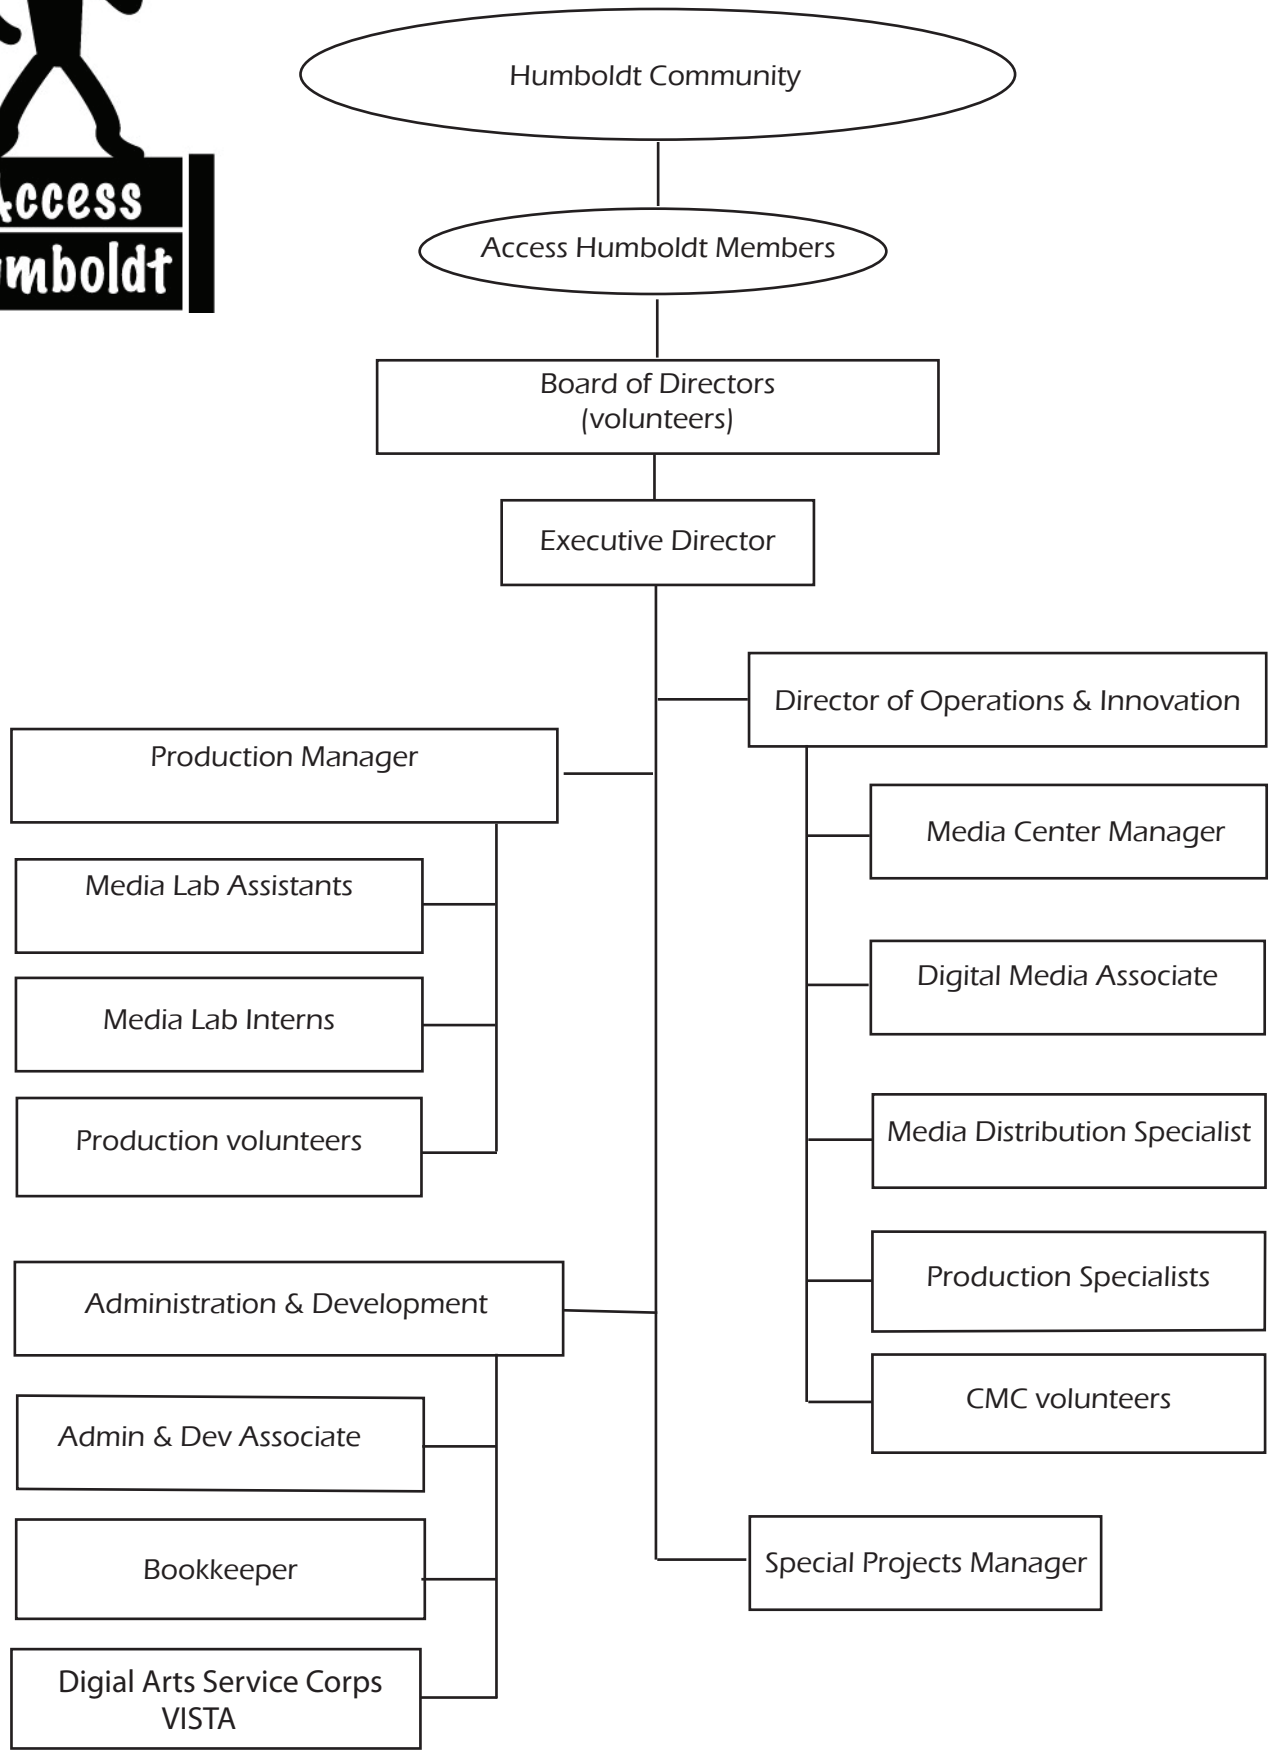 Access
Humboldt
Humboldt Community
Access Humboldt Members
Board of Directors
(volunteers)
Executive Director
Director of Operations & Innovation
Media Center Manager
Digital Media Associate
Media Distribution Specialist
Production Specialists
CMC volunteers
Production Manager
Media Lab Assistants
Media Lab Interns
Production volunteers
Administration & Development
Admin & Dev Associate
Bookkeeper
Digial Arts Service Corps
VISTA
Special Projects Manager